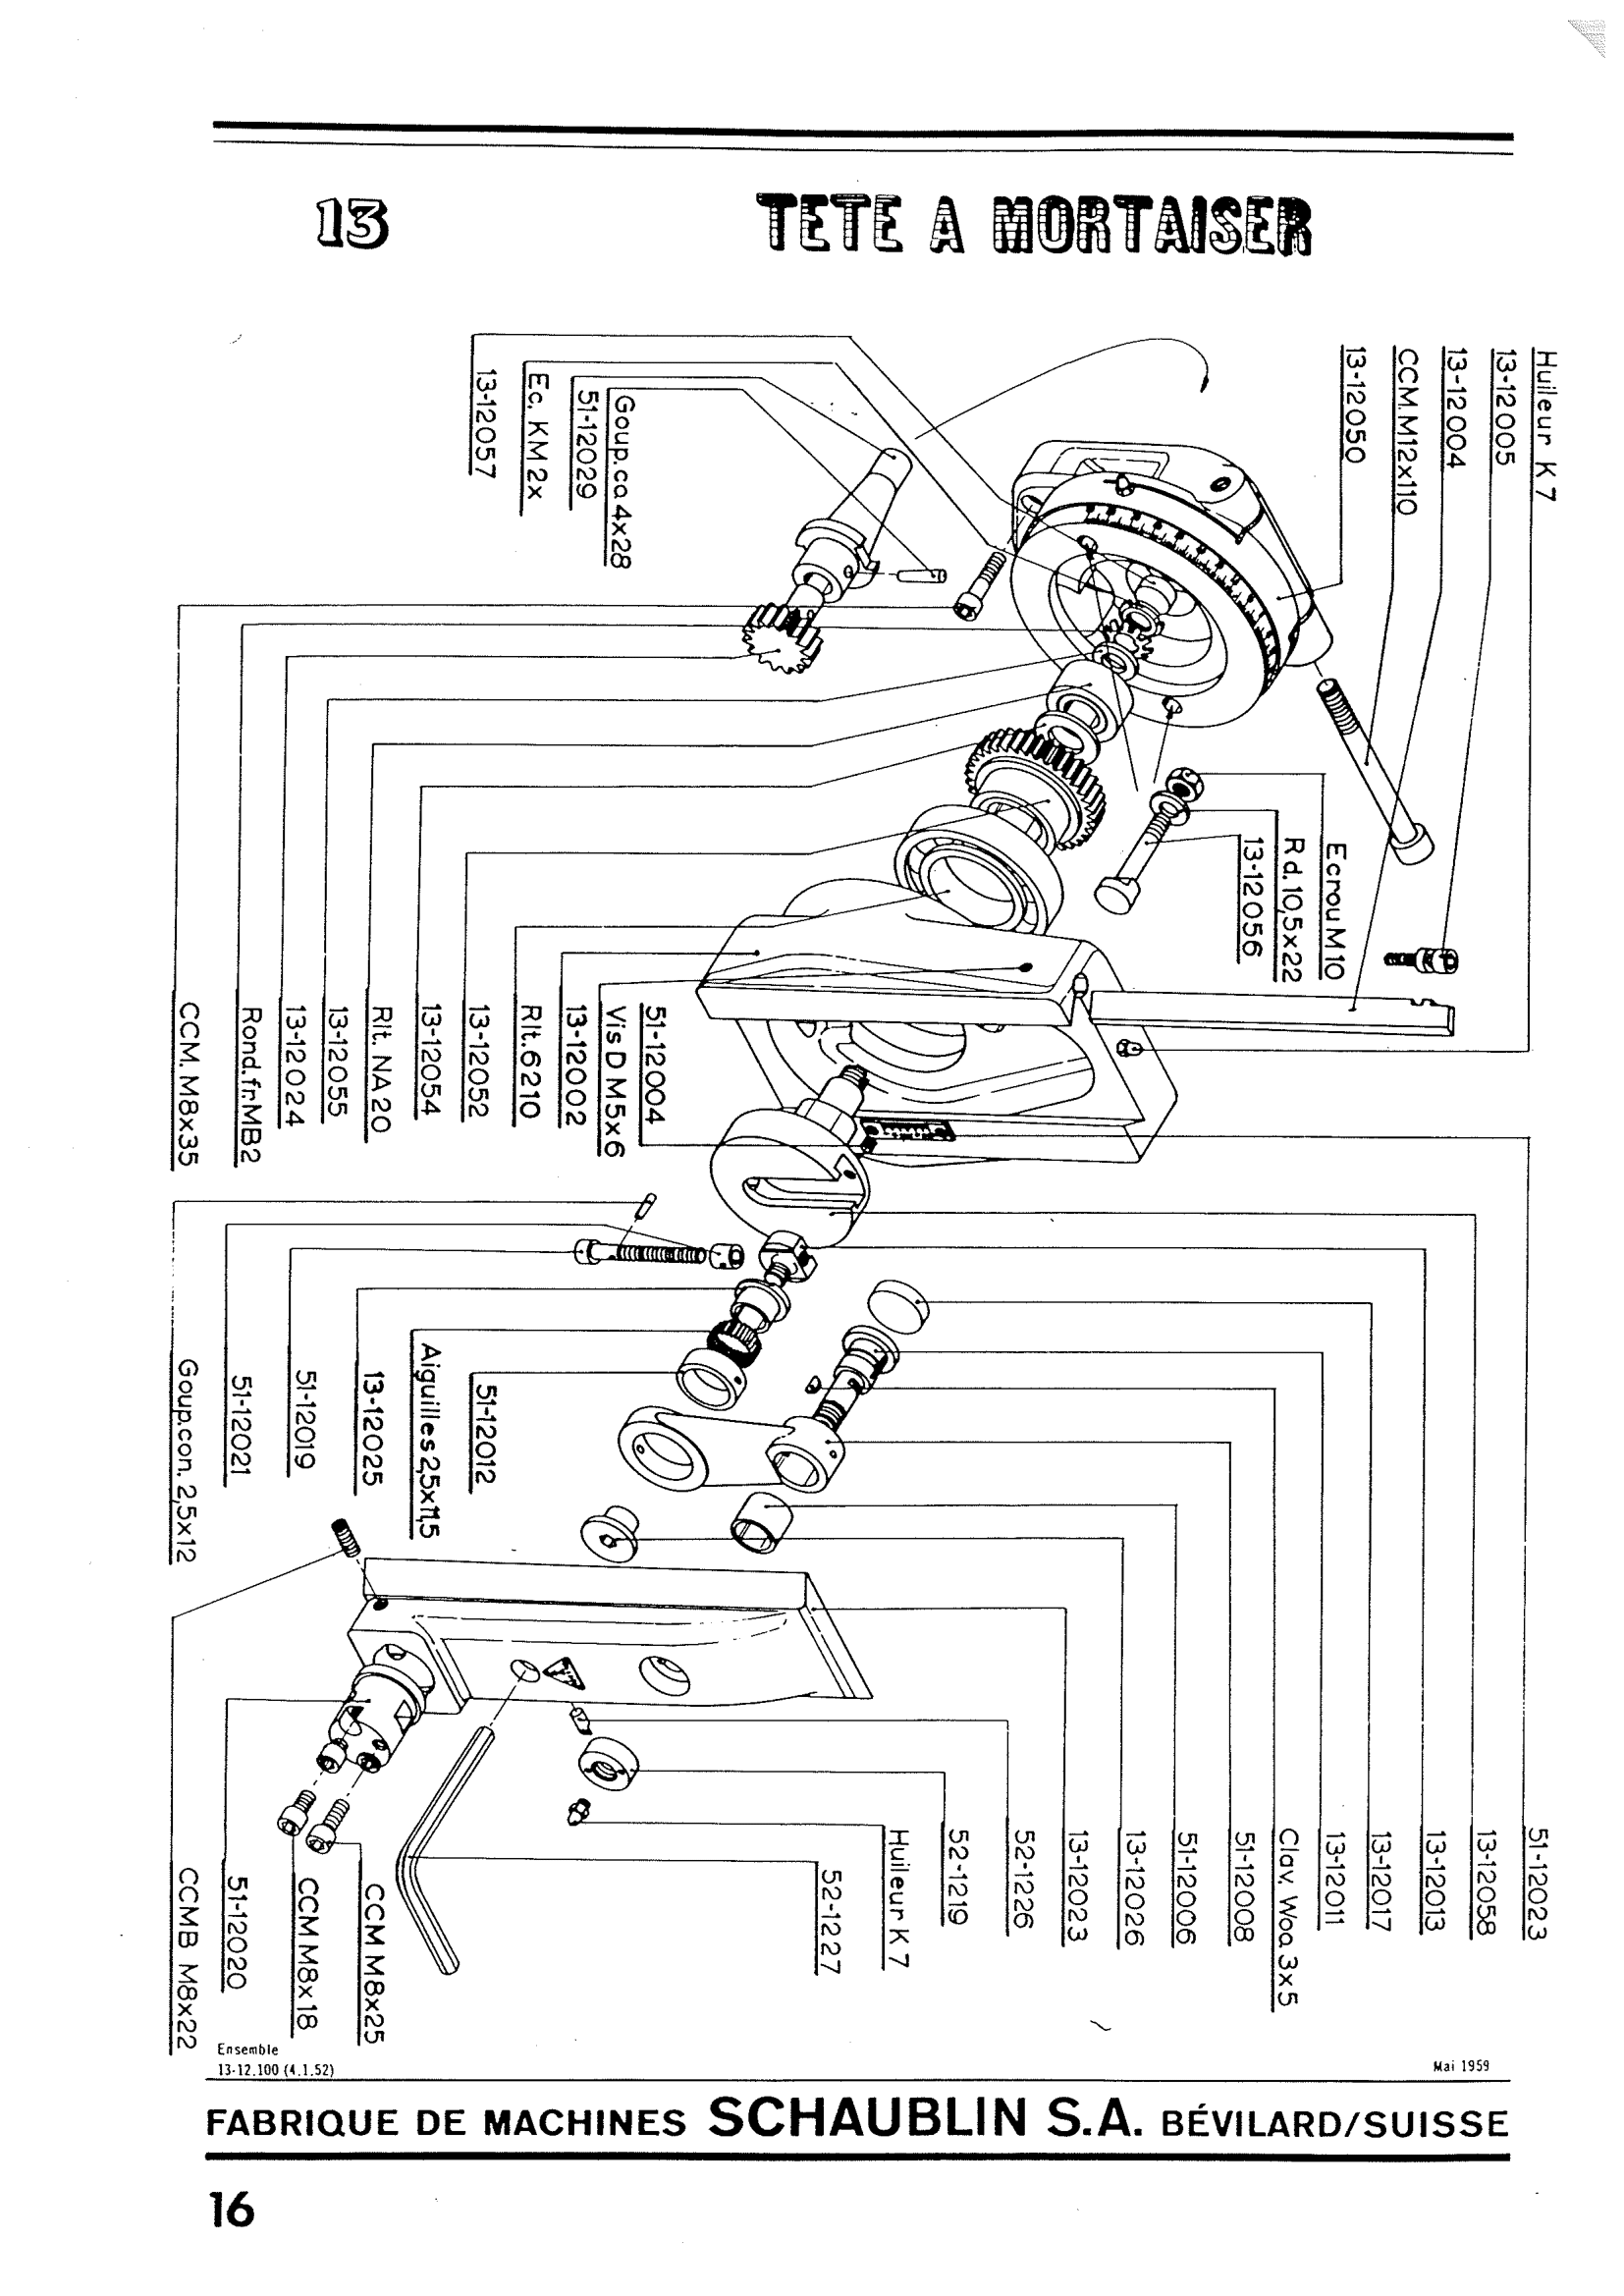 13
TETE A MORTAISER
Huileur K7
13-12005
13-12004
CCM.M12x110
13-12050
Goup.ca 4x28
51-12029
Ec. KM2x
13-12057
Ecrou M10
Rd.10,5x22
13-12056
51-12004
Vis D M5x6
13-12002
Rlt.6210
13-12052
13-12054
Rlt. NA 20
13-12055
13-12024
Rond.fr.MB2
CCM. M8x35
51-12012
Aiguilles 2,5x11,5
13-12025
51-12019
51-12021
Goup.con. 2,5x12
51-12023
13-12058
13-12013
13-12017
13-12011
Clav. Woa 3x5
51-12008
51-12006
13-12026
13-12023
52-1226
52-1219
Huileur K7
52-1227
CCM M8x25
CCM M8x18
51-12020
CCMB M8x22
Ensemble
13-12.100 (4.1.52)
Mai 1959
FABRIQUE DE MACHINES SCHAUBLIN S.A. BÉVILARD/SUISSE
16